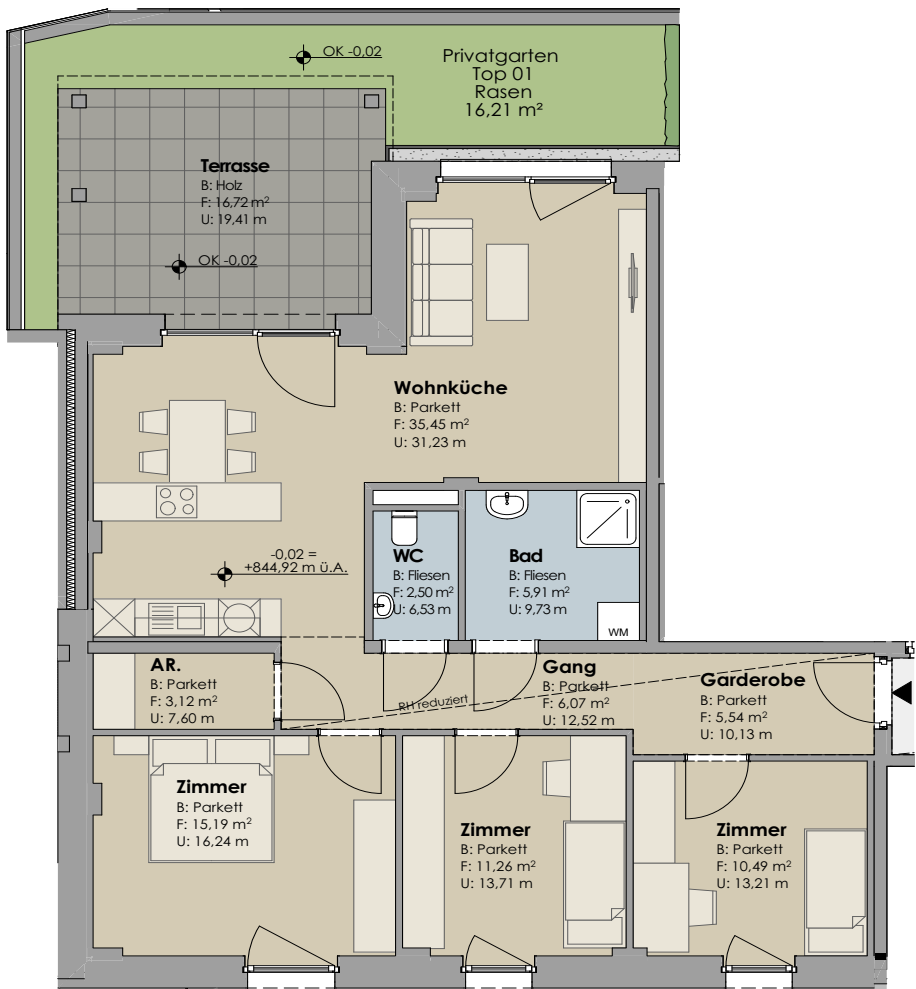 OK -0,02
Privatgarten
Top 01
Rasen
16,21 m²
Terrasse
B: Holz
F: 16,72 m²
U: 19,41 m
OK -0,02
Wohnküche
B: Parkett
F: 35,45 m²
U: 31,23 m
-0,02 =
+844,92 m ü.A.
WC
B: Fliesen
F: 2,50 m²
U: 6,53 m
Bad
B: Fliesen
F: 5,91 m²
U: 9,73 m
WM
AR.
B: Parkett
F: 3,12 m²
U: 7,60 m
RH reduziert
Gang
B: Parkett
F: 6,07 m²
U: 12,52 m
Garderobe
B: Parkett
F: 5,54 m²
U: 10,13 m
Zimmer
B: Parkett
F: 15,19 m²
U: 16,24 m
Zimmer
B: Parkett
F: 11,26 m²
U: 13,71 m
Zimmer
B: Parkett
F: 10,49 m²
U: 13,21 m